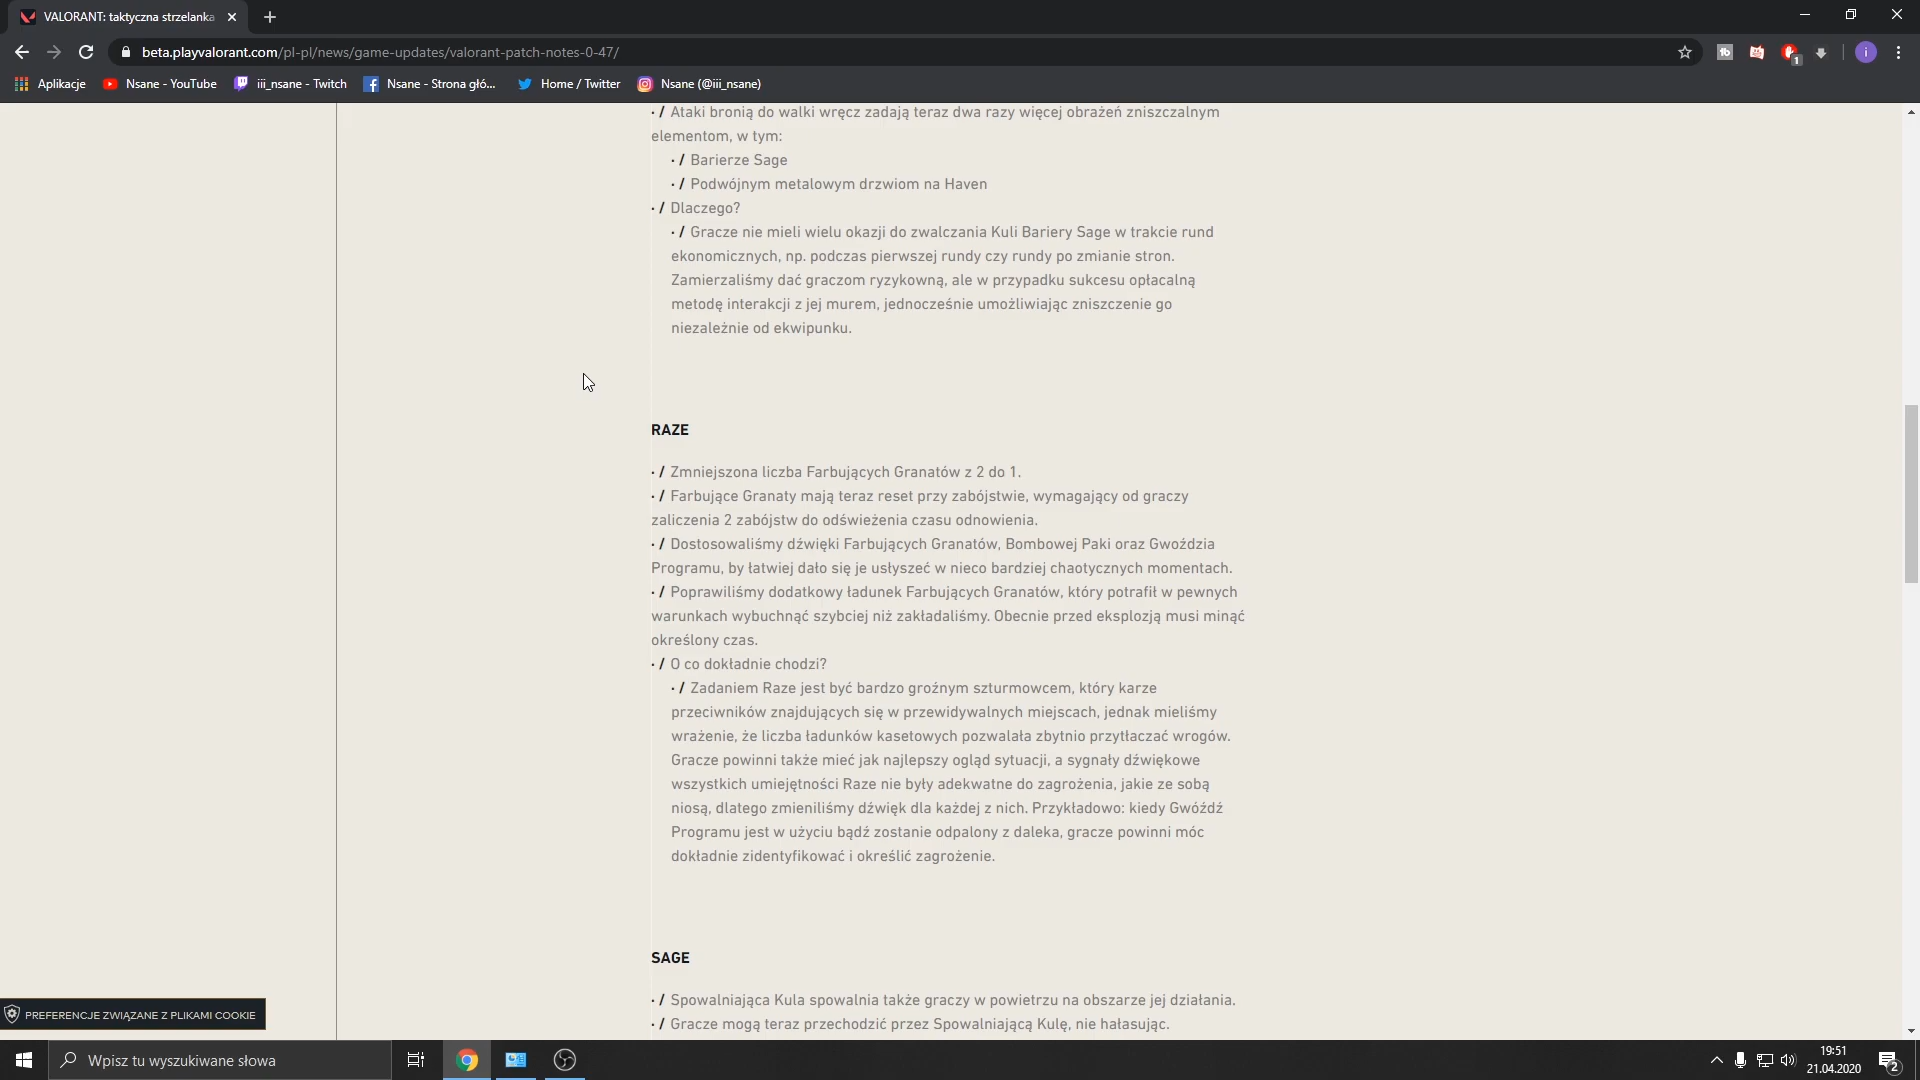 VALORANT: taktyczna strzelanka
beta.playvalorant.com/pl-pl/news/game-updates/valorant-patch-notes-0-47/
1
i
Aplikacje
Nsane - YouTube
iii_nsane - Twitch
Nsane - Strona głó...
Home / Twitter
Nsane (@iii_nsane)
· / Ataki bronią do walki wręcz zadają teraz dwa razy więcej obrażeń zniszczalnym
elementom, w tym:
· / Barierze Sage
· / Podwójnym metalowym drzwiom na Haven
· / Dlaczego?
· / Gracze nie mieli wielu okazji do zwalczania Kuli Bariery Sage w trakcie rund
ekonomicznych, np. podczas pierwszej rundy czy rundy po zmianie stron.
Zamierzaliśmy dać graczom ryzykowną, ale w przypadku sukcesu opłacalną
metodę interakcji z jej murem, jednocześnie umożliwiając zniszczenie go
niezależnie od ekwipunku.
RAZE
· / Zmniejszona liczba Farbujących Granatów z 2 do 1.
· / Farbujące Granaty mają teraz reset przy zabójstwie, wymagający od graczy
zaliczenia 2 zabójstw do odświeżenia czasu odnowienia.
· / Dostosowaliśmy dźwięki Farbujących Granatów, Bombowej Paki oraz Gwoździa
Programu, by łatwiej dało się je usłyszeć w nieco bardziej chaotycznych momentach.
· / Poprawiliśmy dodatkowy ładunek Farbujących Granatów, który potrafił w pewnych
warunkach wybuchnąć szybciej niż zakładaliśmy. Obecnie przed eksplozją musi minąć
określony czas.
· / O co dokładnie chodzi?
· / Zadaniem Raze jest być bardzo groźnym szturmowcem, który karze
przeciwników znajdujących się w przewidywalnych miejscach, jednak mieliśmy
wrażenie, że liczba ładunków kasetowych pozwalała zbytnio przytłaczać wrogów.
Gracze powinni także mieć jak najlepszy ogląd sytuacji, a sygnały dźwiękowe
wszystkich umiejętności Raze nie były adekwatne do zagrożenia, jakie ze sobą
niosą, dlatego zmieniliśmy dźwięk dla każdej z nich. Przykładowo: kiedy Gwóźdź
Programu jest w użyciu bądź zostanie odpalony z daleka, gracze powinni móc
dokładnie zidentyfikować i określić zagrożenie.
SAGE
· / Spowalniająca Kula spowalnia także graczy w powietrzu na obszarze jej działania.
· / Gracze mogą teraz przechodzić przez Spowalniającą Kulę, nie hałasując.
PREFERENCJE ZWIĄZANE Z PLIKAMI COOKIE
Wpisz tu wyszukiwane słowa
19:51
21.04.2020
2